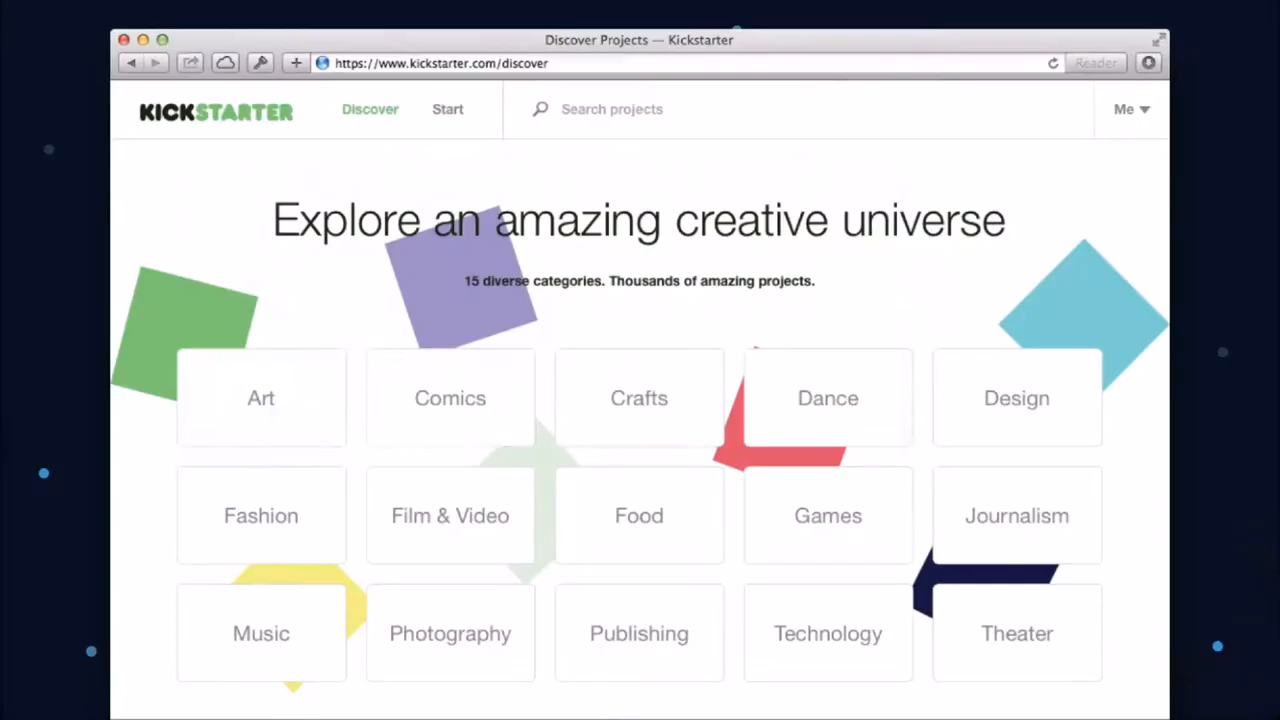 Discover Projects — Kickstarter
https://www.kickstarter.com/discover
Reader
KICKSTARTER Discover Start Search projects Me
Explore an amazing creative universe
15 diverse categories. Thousands of amazing projects.
Art Comics Crafts Dance Design
Fashion Film & Video Food Games Journalism
Music Photography Publishing Technology Theater